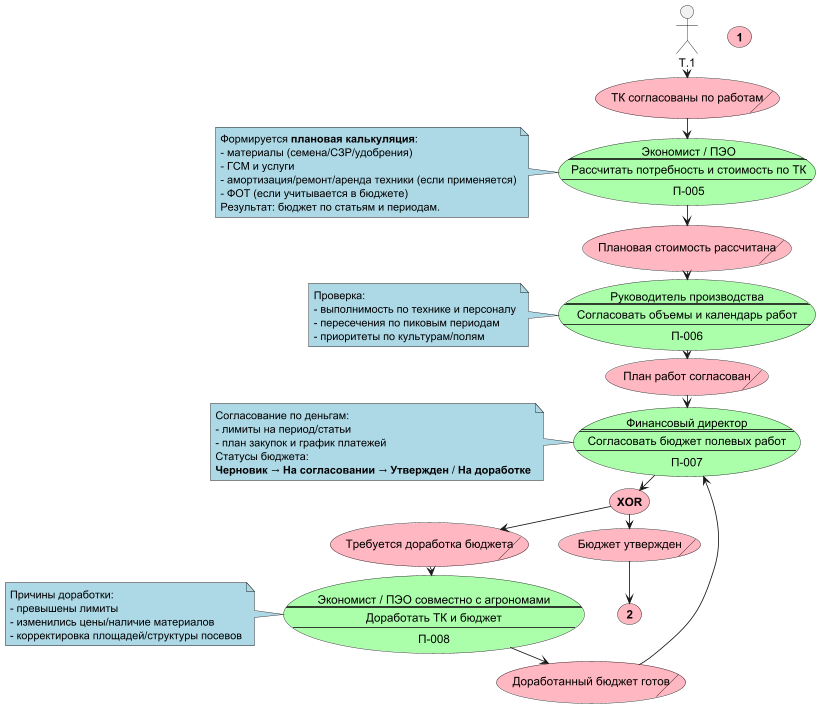 1
Т.1
ТК согласованы по работам
Формируется плановая калькуляция:
- материалы (семена/СЗР/удобрения)
- ГСМ и услуги
- амортизация/ремонт/аренда техники (если применяется)
- ФОТ (если учитывается в бюджете)
Результат: бюджет по статьям и периодам.
Экономист / ПЭО
Рассчитать потребность и стоимость по ТК
П-005
Плановая стоимость рассчитана
Проверка:
- выполнимость по технике и персоналу
- пересечения по пиковым периодам
- приоритеты по культурам/полям
Руководитель производства
Согласовать объемы и календарь работ
П-006
План работ согласован
Согласование по деньгам:
- лимиты на период/статьи
- план закупок и график платежей
Статусы бюджета:
Черновик → На согласовании → Утвержден / На доработке
Финансовый директор
Согласовать бюджет полевых работ
П-007
XOR
Требуется доработка бюджета
Бюджет утвержден
Причины доработки:
- превышены лимиты
- изменились цены/наличие материалов
- корректировка площадей/структуры посевов
Экономист / ПЭО совместно с агрономами
Доработать ТК и бюджет
П-008
2
Доработанный бюджет готов